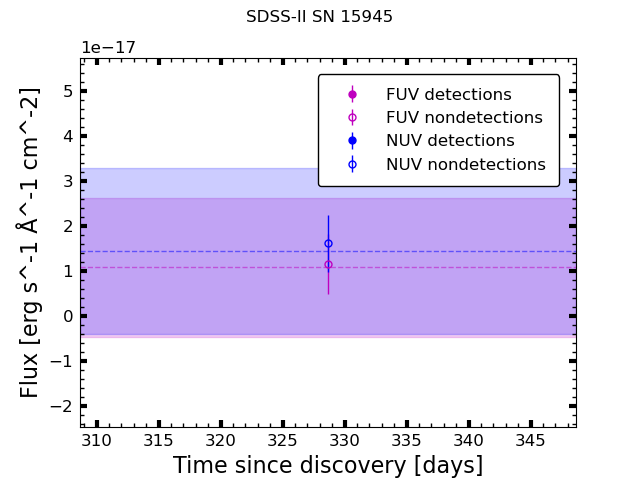 SDSS-II SN 15945
1e−17
FUV detections
FUV nondetections
NUV detections
NUV nondetections
5
4
3
2
1
0
−1
−2
Flux [erg s^-1 Å^-1 cm^-2]
310 315 320 325 330 335 340 345
Time since discovery [days]